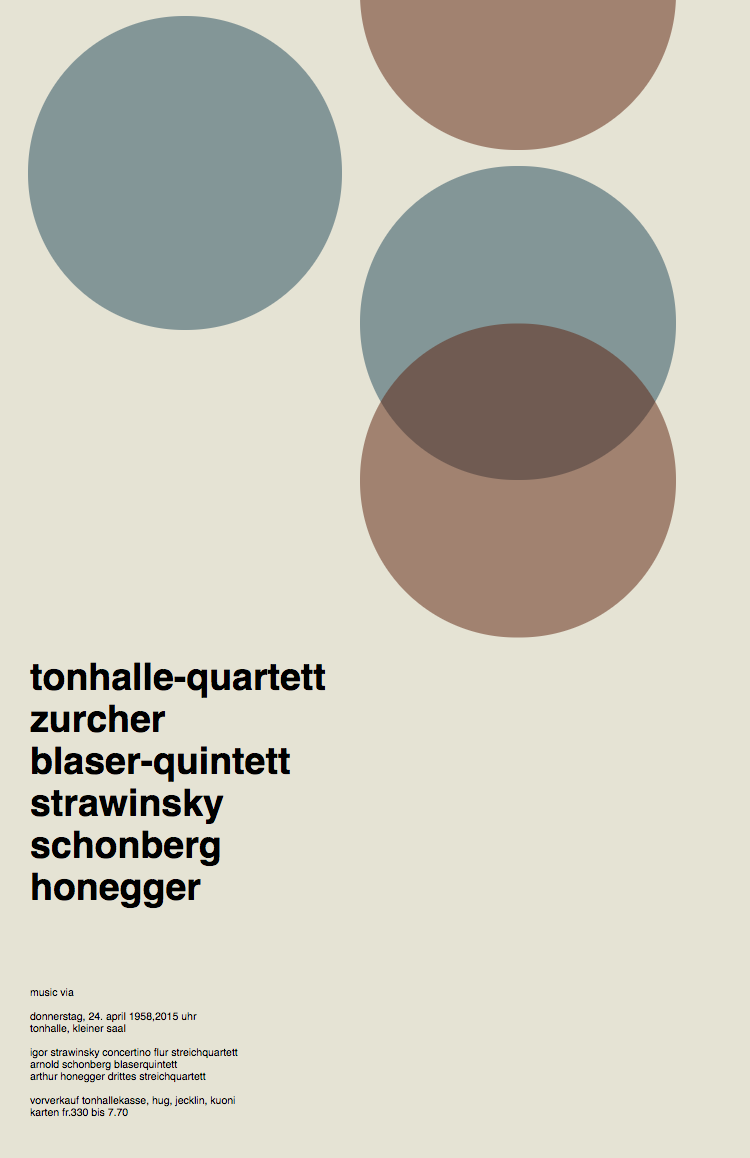 tonhalle-quartett
zurcher
blaser-quintett
strawinsky
schonberg
honegger
music via
donnerstag, 24. april 1958,2015 uhr
tonhalle, kleiner saal
igor strawinsky concertino flur streichquartett
arnold schonberg blaserquintett
arthur honegger drittes streichquartett
vorverkauf tonhallekasse, hug, jecklin, kuoni
karten fr.330 bis 7.70